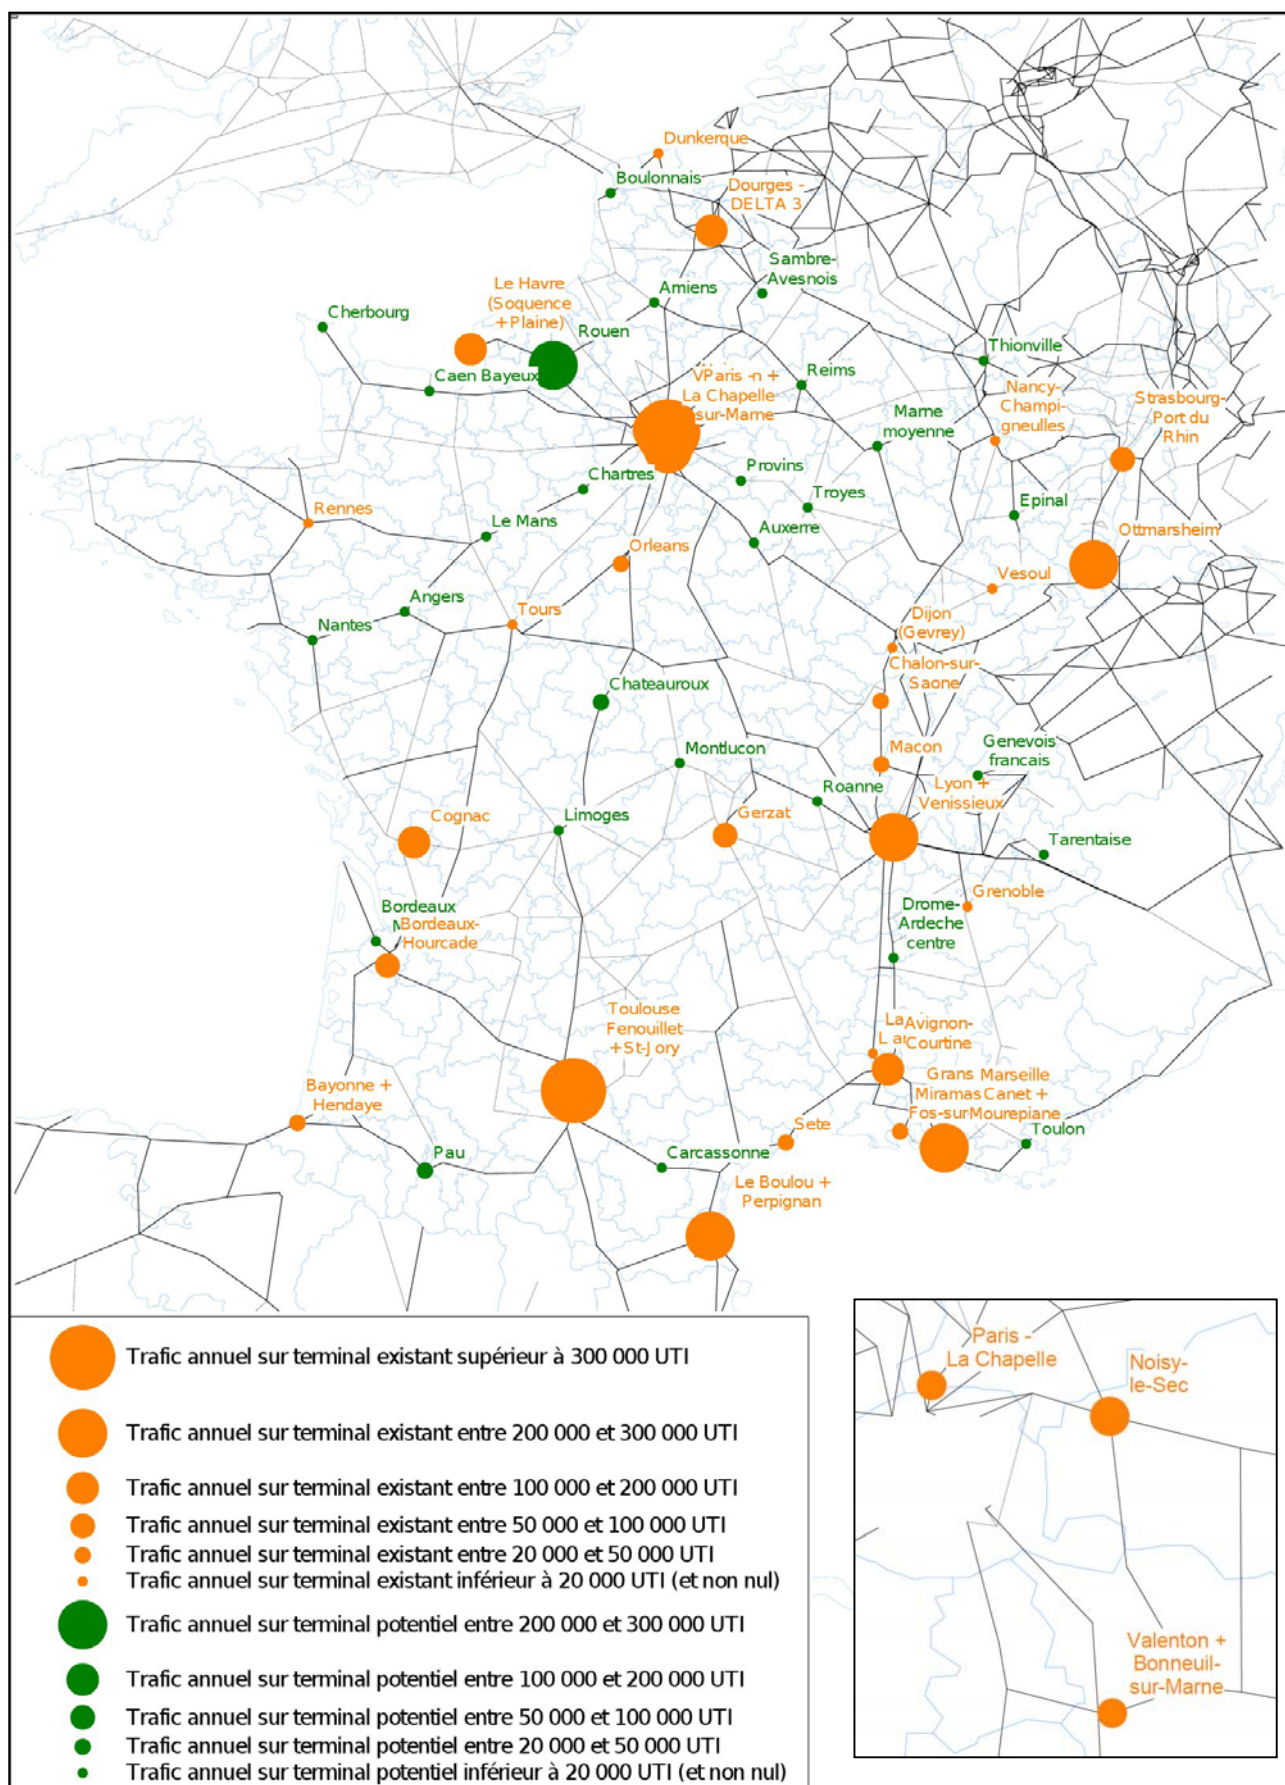 Dunkerque
Boulonnais
Dourges -
DELTA 3
Sambre-
Avesnois
Le Havre
(Soquence
+Plaine)
Amiens
Cherbourg
Rouen
Thionville
Caen Bayeux
Paris -
La Chapelle
sur-Marne
Reims
Nancy-
Champi-
gneulles
Strasbourg-
Port du
Rhin
Marne
moyenne
Chartres
Provins
Troyes
Epinal
Rennes
Le Mans
Auxerre
Ottmarsheim
Orleans
Vesoul
Angers
Tours
Nantes
Dijon
(Gevrey)
Chalon-sur-
Saone
Chateauroux
Montlucon
Macon
Genevois
francais
Roanne
Lyon +
Venissieux
Cognac
Limoges
Gerzat
Tarentaise
Grenoble
Bordeaux
Bordeaux-
Hourcade
Drome-
Ardeche
centre
Toulouse
Fenouillet
+St-Jory
Avignon-
Courtine
Bayonne +
Hendaye
Grans
Miramas
Fos-sur
Marseille
Canet +
Mourepiane
Sete
Toulon
Pau
Carcassonne
Le Boulou +
Perpignan
Trafic annuel sur terminal existant supérieur à 300 000 UTI
Trafic annuel sur terminal existant entre 200 000 et 300 000 UTI
Trafic annuel sur terminal existant entre 100 000 et 200 000 UTI
Trafic annuel sur terminal existant entre 50 000 et 100 000 UTI
Trafic annuel sur terminal existant entre 20 000 et 50 000 UTI
Trafic annuel sur terminal existant inférieur à 20 000 UTI (et non nul)
Trafic annuel sur terminal potentiel entre 200 000 et 300 000 UTI
Trafic annuel sur terminal potentiel entre 100 000 et 200 000 UTI
Trafic annuel sur terminal potentiel entre 50 000 et 100 000 UTI
Trafic annuel sur terminal potentiel entre 20 000 et 50 000 UTI
Trafic annuel sur terminal potentiel inférieur à 20 000 UTI (et non nul)
Paris -
La Chapelle
Noisy-
le-Sec
Valenton +
Bonneuil-
sur-Marne